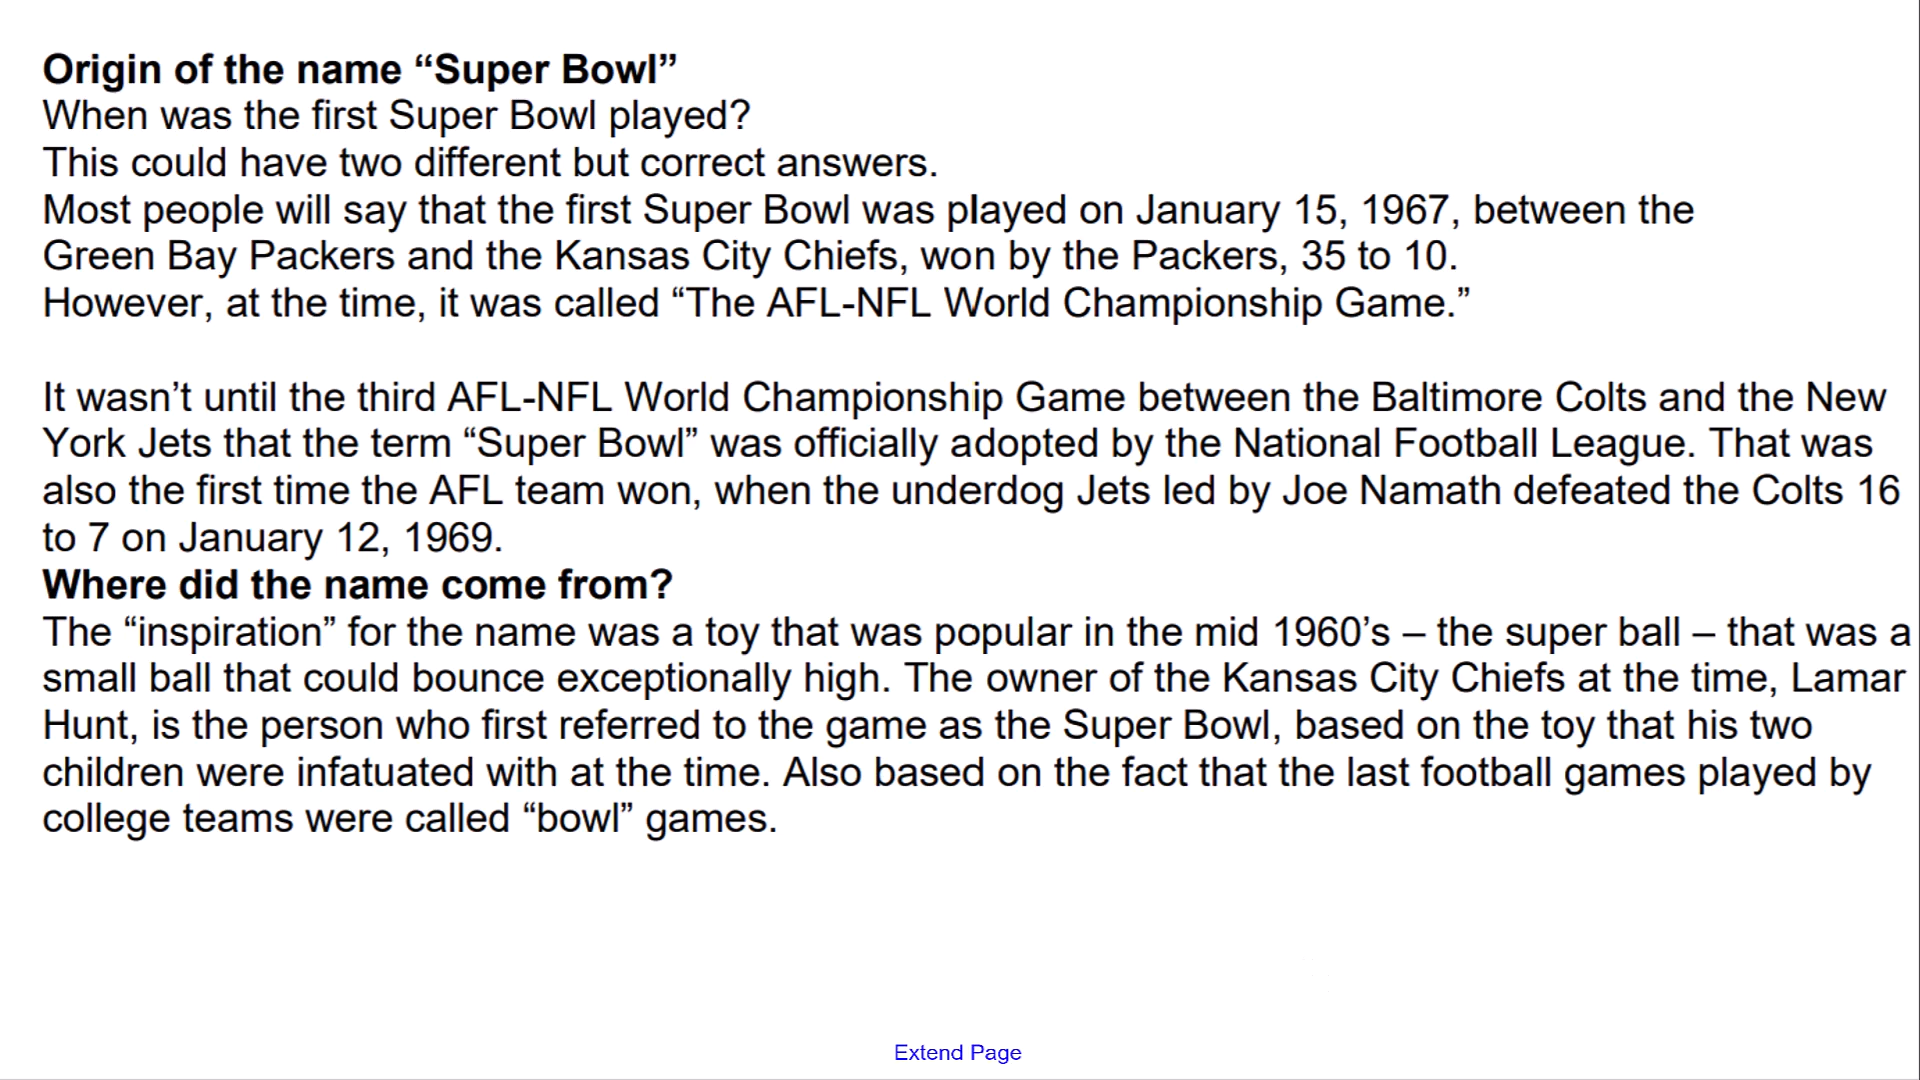 Origin of the name “Super Bowl”
When was the first Super Bowl played?
This could have two different but correct answers.
Most people will say that the first Super Bowl was played on January 15, 1967, between the
Green Bay Packers and the Kansas City Chiefs, won by the Packers, 35 to 10.
However, at the time, it was called “The AFL-NFL World Championship Game.”
It wasn’t until the third AFL-NFL World Championship Game between the Baltimore Colts and the New
York Jets that the term “Super Bowl” was officially adopted by the National Football League. That was
also the first time the AFL team won, when the underdog Jets led by Joe Namath defeated the Colts 16
to 7 on January 12, 1969.
Where did the name come from?
The “inspiration” for the name was a toy that was popular in the mid 1960’s – the super ball – that was a
small ball that could bounce exceptionally high. The owner of the Kansas City Chiefs at the time, Lamar
Hunt, is the person who first referred to the game as the Super Bowl, based on the toy that his two
children were infatuated with at the time. Also based on the fact that the last football games played by
college teams were called “bowl” games.
Extend Page